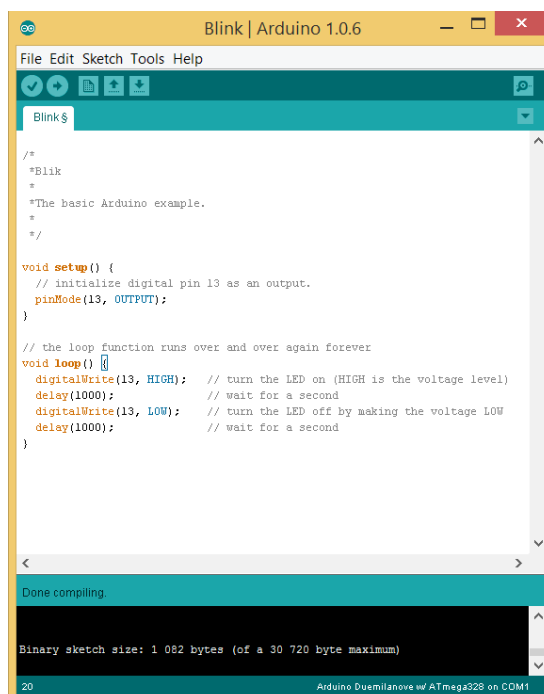 Blink | Arduino 1.0.6
File Edit Sketch Tools Help
Blink §
/*
 *Blik
 *
 *The basic Arduino example.
 *
 */
void setup() {
  // initialize digital pin 13 as an output.
  pinMode(13, OUTPUT);
}
// the loop function runs over and over again forever
void loop() {
  digitalWrite(13, HIGH);   // turn the LED on (HIGH is the voltage level)
  delay(1000);              // wait for a second
  digitalWrite(13, LOW);    // turn the LED off by making the voltage LOW
  delay(1000);              // wait for a second
}
Done compiling.
Binary sketch size: 1 082 bytes (of a 30 720 byte maximum)
20 Arduino Duemilanove w/ ATmega328 on COM1